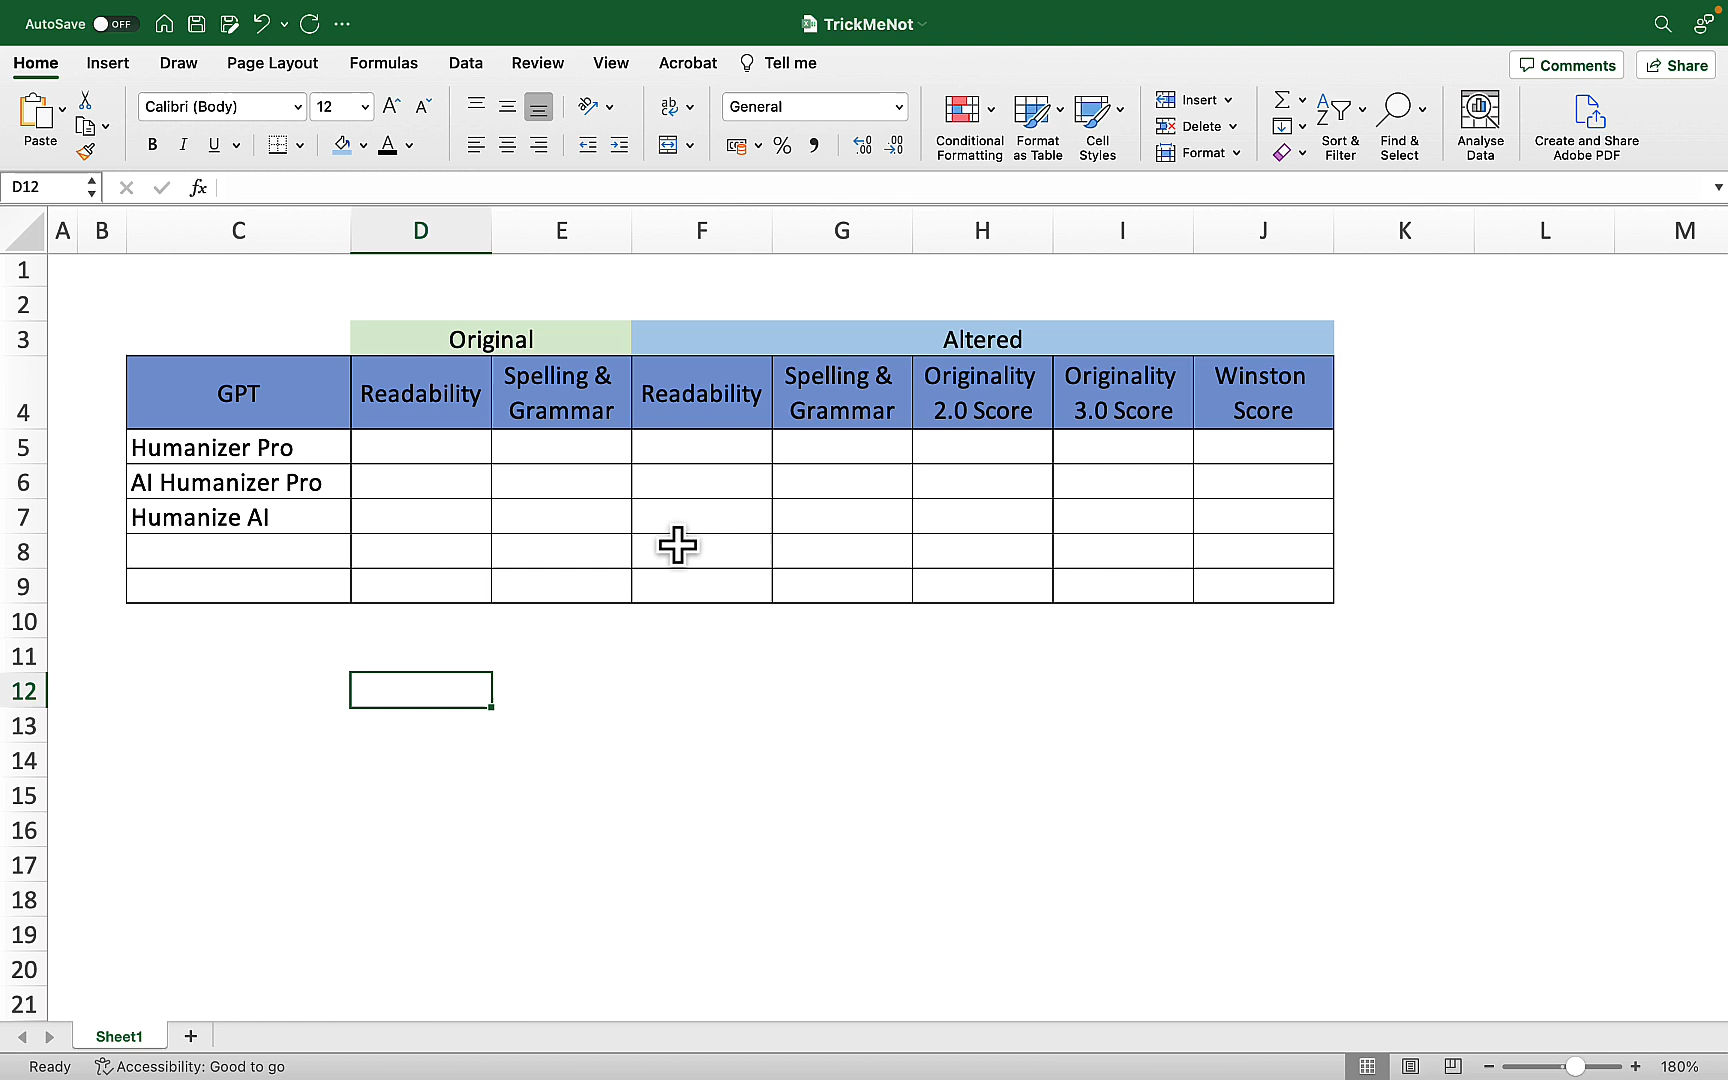 AutoSave OFF TrickMeNot
Home Insert Draw Page Layout Formulas Data Review View Acrobat Tell me Comments Share
Paste
Calibri (Body) 12 A^ A˅
B I U A
ab
General
% ,
Conditional Formatting
Format as Table
Cell Styles
Insert
Delete
Format
Sort & Filter
Find & Select
Analyse Data
Create and Share Adobe PDF
D12 fx
A B C D E F G H I J K L M
1
2
3 Original Altered
4 GPT Readability Spelling & Grammar Readability Spelling & Grammar Originality 2.0 Score Originality 3.0 Score Winston Score
5 Humanizer Pro
6 AI Humanizer Pro
7 Humanize AI
8
9
10
11
12
13
14
15
16
17
18
19
20
21
Sheet1 +
Ready Accessibility: Good to go 180%